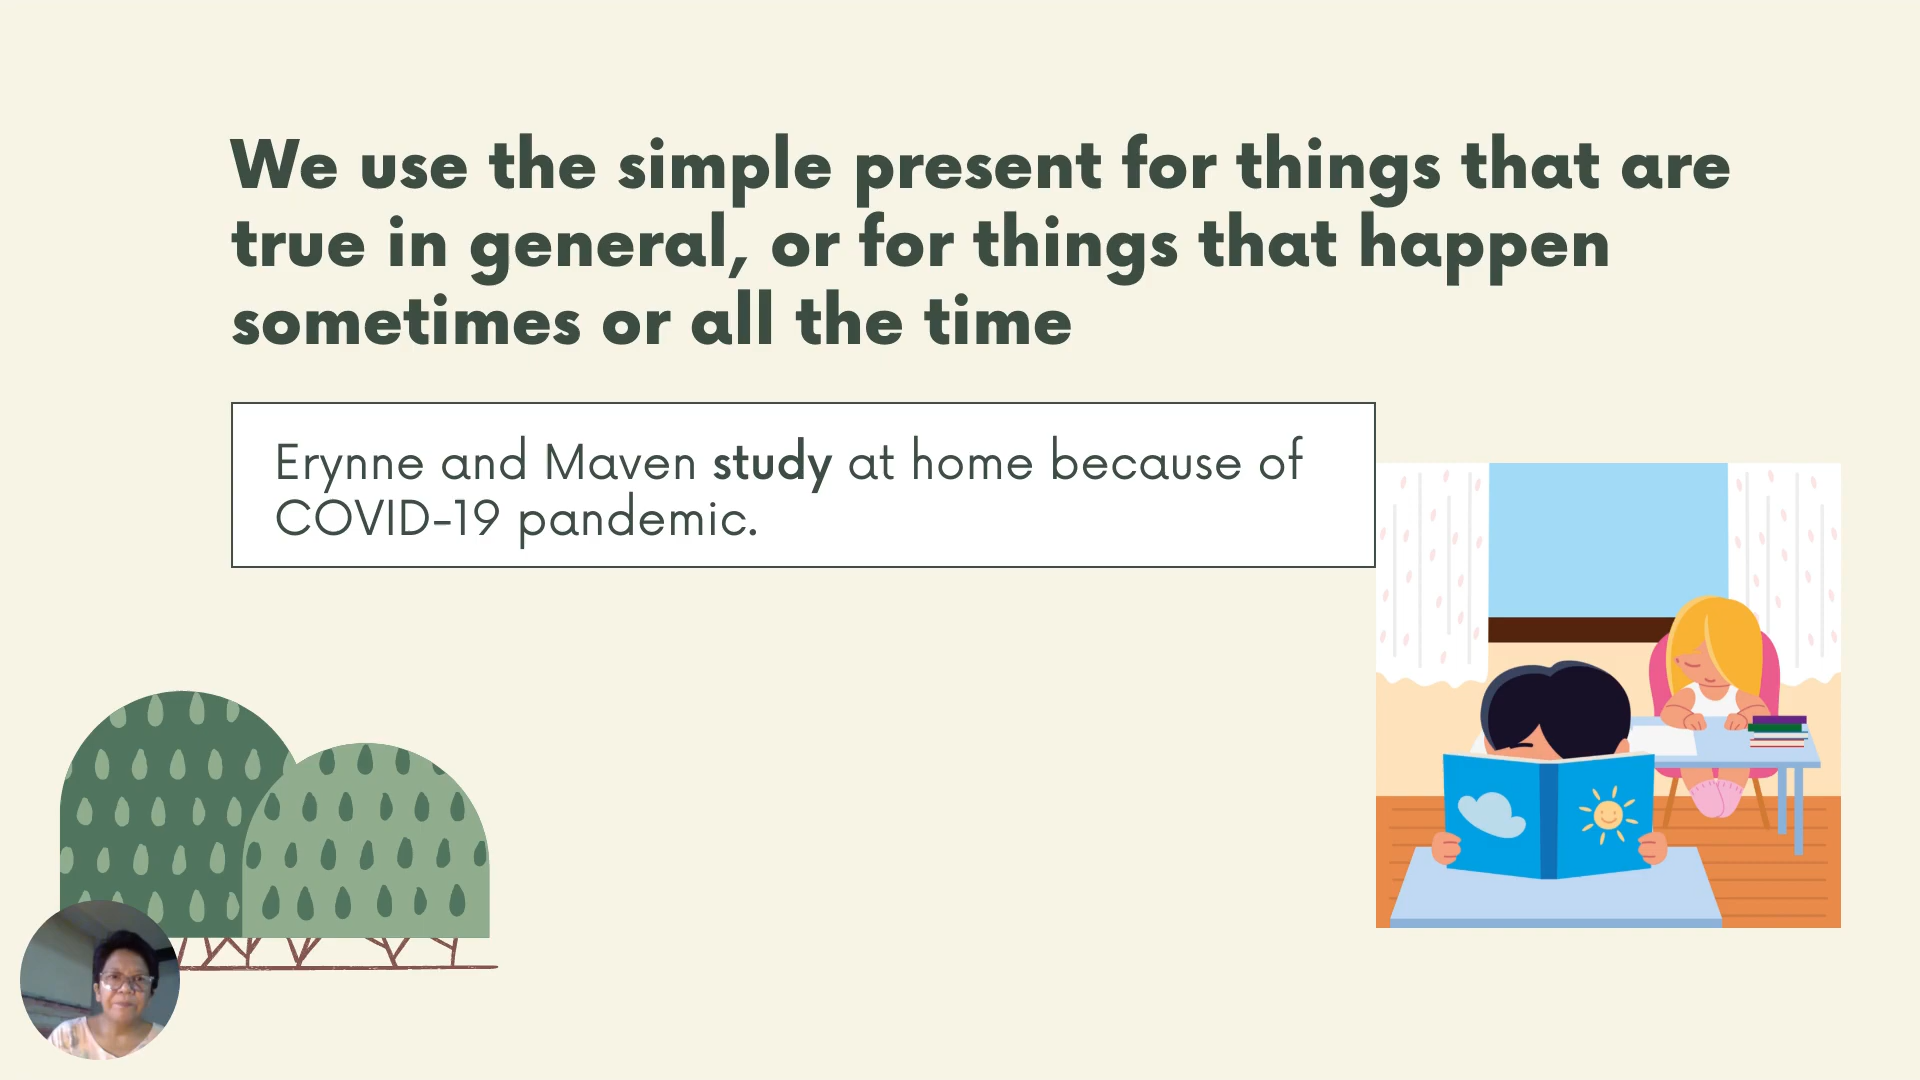 We use the simple present for things that are
true in general, or for things that happen
sometimes or all the time
Erynne and Maven study at home because of
COVID-19 pandemic.